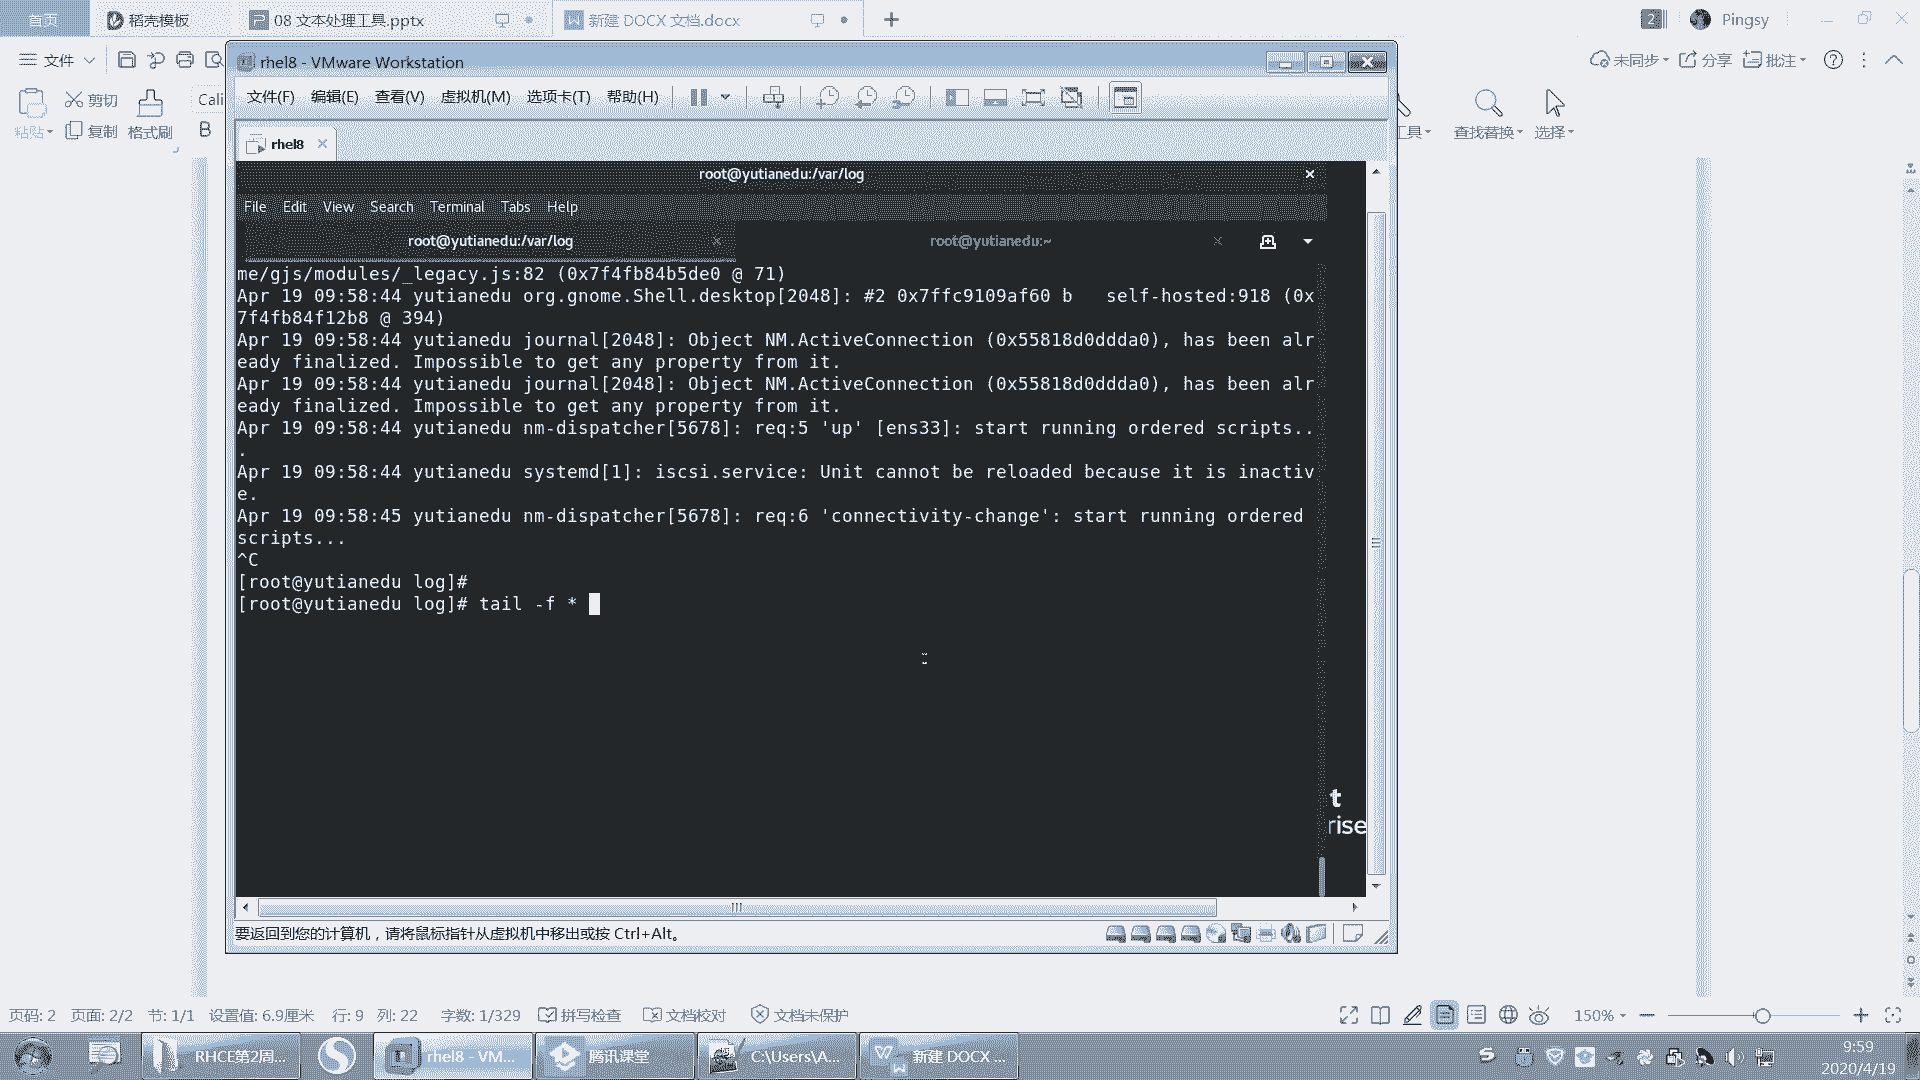 首页
稻壳模板
08 文本处理工具.pptx
新建 DOCX 文档.docx
2
Pingsy
文件
未同步
分享
批注
剪切
粘贴
复制
格式刷
Cali
B
工具
查找替换
选择
rhel8 - VMware Workstation
文件(F) 编辑(E) 查看(V) 虚拟机(M) 选项卡(T) 帮助(H)
rhel8
root@yutianedu:/var/log
File Edit View Search Terminal Tabs Help
root@yutianedu:/var/log
root@yutianedu:~
me/gjs/modules/_legacy.js:82 (0x7f4fb84b5de0 @ 71)
Apr 19 09:58:44 yutianedu org.gnome.Shell.desktop[2048]: #2 0x7ffc9109af60 b   self-hosted:918 (0x
7f4fb84f12b8 @ 394)
Apr 19 09:58:44 yutianedu journal[2048]: Object NM.ActiveConnection (0x55818d0ddda0), has been alr
eady finalized. Impossible to get any property from it.
Apr 19 09:58:44 yutianedu journal[2048]: Object NM.ActiveConnection (0x55818d0ddda0), has been alr
eady finalized. Impossible to get any property from it.
Apr 19 09:58:44 yutianedu nm-dispatcher[5678]: req:5 'up' [ens33]: start running ordered scripts..
.
Apr 19 09:58:44 yutianedu systemd[1]: iscsi.service: Unit cannot be reloaded because it is inactiv
e.
Apr 19 09:58:45 yutianedu nm-dispatcher[5678]: req:6 'connectivity-change': start running ordered
scripts...
^C
[root@yutianedu log]#
[root@yutianedu log]# tail -f *
t
rise
要返回到您的计算机，请将鼠标指针从虚拟机中移出或按 Ctrl+Alt。
页码: 2 页面: 2/2 节: 1/1 设置值: 6.9厘米 行: 9 列: 22 字数: 1/329 拼写检查 文档校对 文档未保护
150%
RHCE第2周...
rhel8 - VM...
腾讯课堂
C:\Users\A...
新建 DOCX ...
9:59
2020/4/19